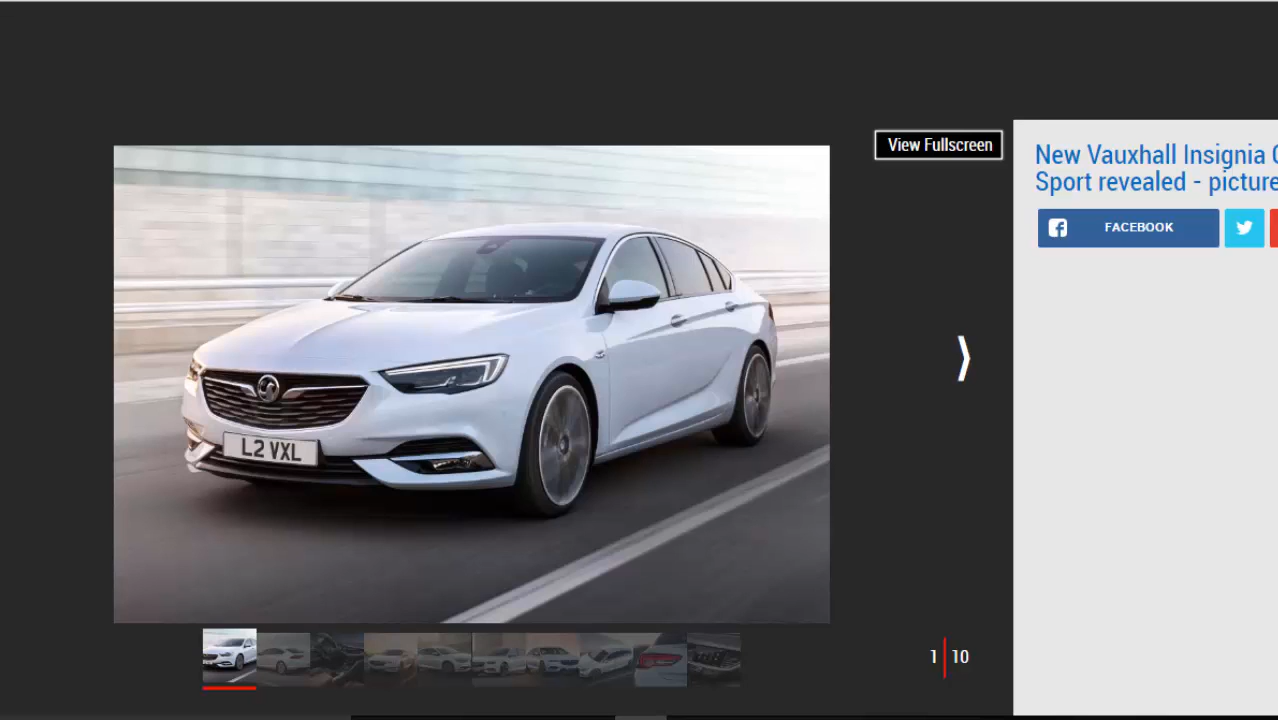 View Fullscreen
New Vauxhall Insignia
Sport revealed - picture
FACEBOOK
L2 VXL
1 10